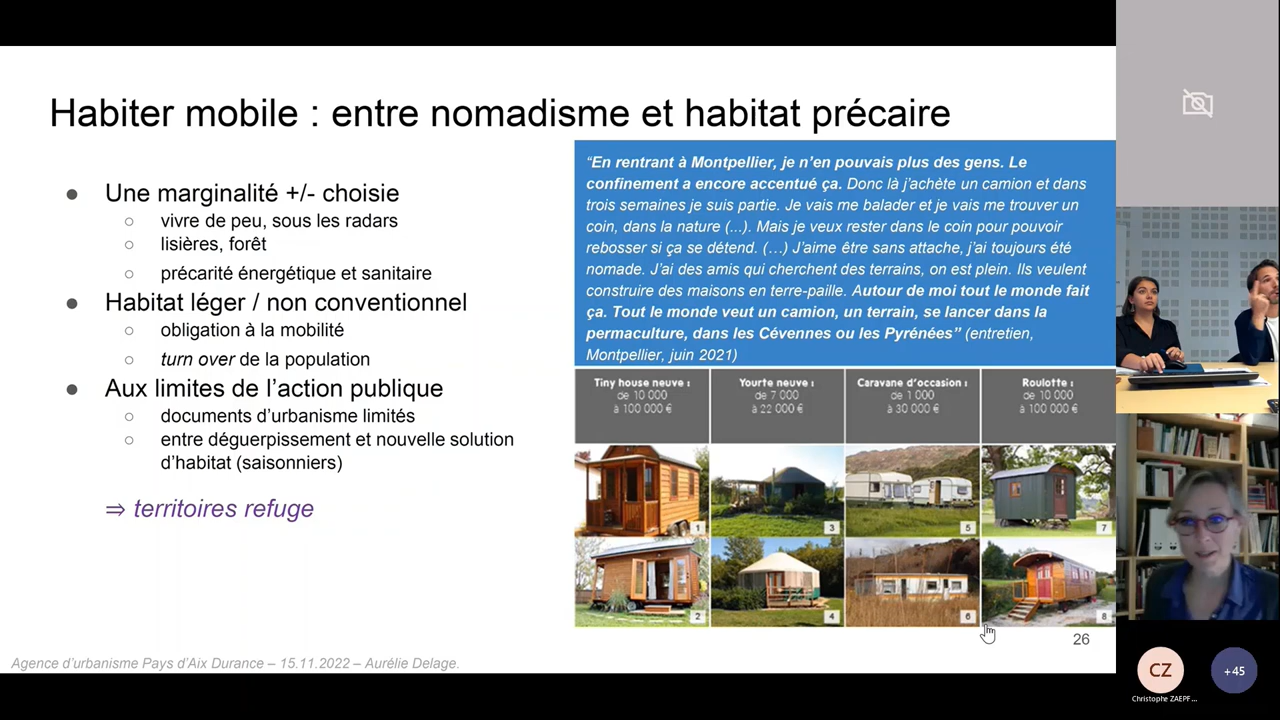 Habiter mobile : entre nomadisme et habitat précaire
● Une marginalité +/- choisie
○ vivre de peu, sous les radars
○ lisières, forêt
○ précarité énergétique et sanitaire
● Habitat léger / non conventionnel
○ obligation à la mobilité
○ turn over de la population
● Aux limites de l’action publique
○ documents d’urbanisme limités
○ entre déguerpissement et nouvelle solution
d’habitat (saisonniers)
⇒ territoires refuge
“En rentrant à Montpellier, je n’en pouvais plus des gens. Le
confinement a encore accentué ça. Donc là j’achète un camion et dans
trois semaines je suis partie. Je vais me balader et je vais me trouver un
coin, dans la nature (...). Mais je veux rester dans le coin pour pouvoir
rebosser si ça se détend. (…) J’aime être sans attache, j’ai toujours été
nomade. J’ai des amis qui cherchent des terrains, on est plein. Ils veulent
construire des maisons en terre-paille. Autour de moi tout le monde fait
ça. Tout le monde veut un camion, un terrain, se lancer dans la
permaculture, dans les Cévennes ou les Pyrénées” (entretien,
Montpellier, juin 2021)
Tiny house neuve :
de 10 000
à 100 000 €
Yourte neuve :
de 7 000
à 22 000 €
Caravane d’occasion :
de 1 000
à 30 000 €
Roulotte :
de 10 000
à 100 000 €
1
3
5
7
2
4
6
8
26
Agence d’urbanisme Pays d’Aix Durance – 15.11.2022 – Aurélie Delage.
CZ
Christophe ZAEPF...
+45